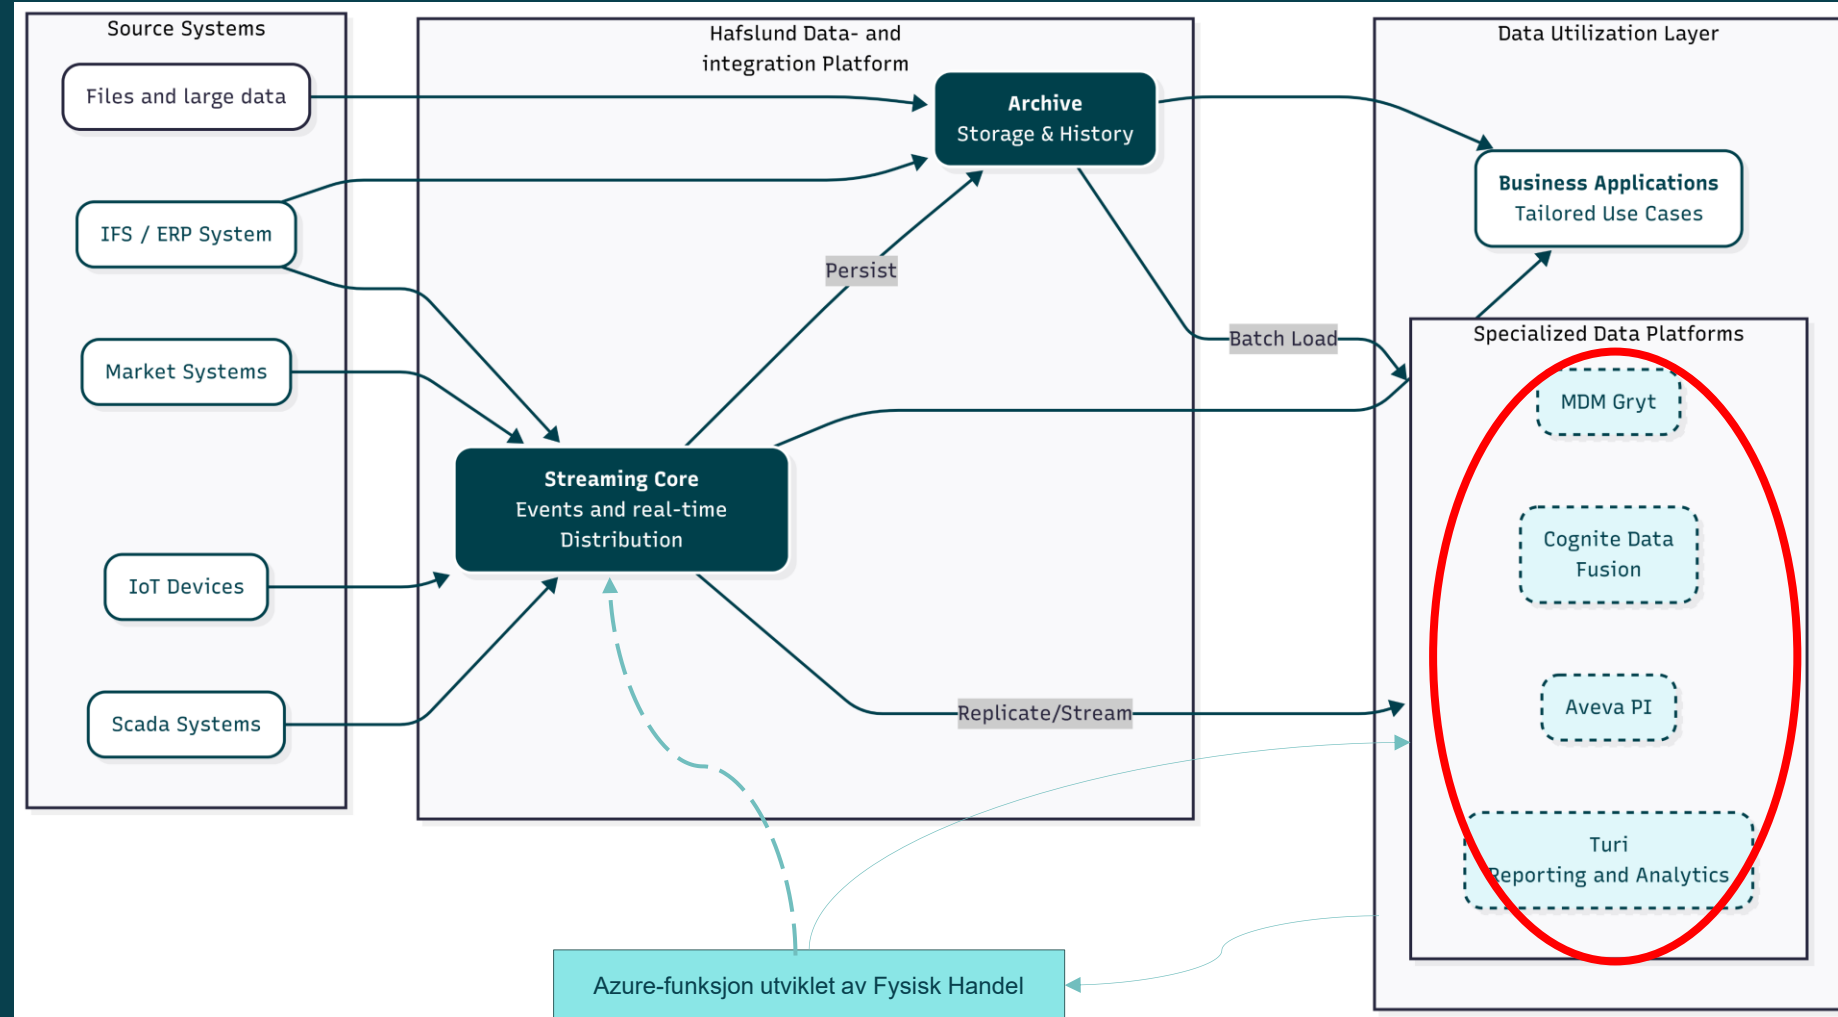 Source Systems
Files and large data
IFS / ERP System
Market Systems
IoT Devices
Scada Systems
Hafslund Data- and
integration Platform
Archive
Storage & History
Persist
Batch Load
Streaming Core
Events and real-time
Distribution
Replicate/Stream
Data Utilization Layer
Business Applications
Tailored Use Cases
Specialized Data Platforms
MDM Gryt
Cognite Data
Fusion
Aveva PI
Turi
Reporting and Analytics
Azure-funksjon utviklet av Fysisk Handel